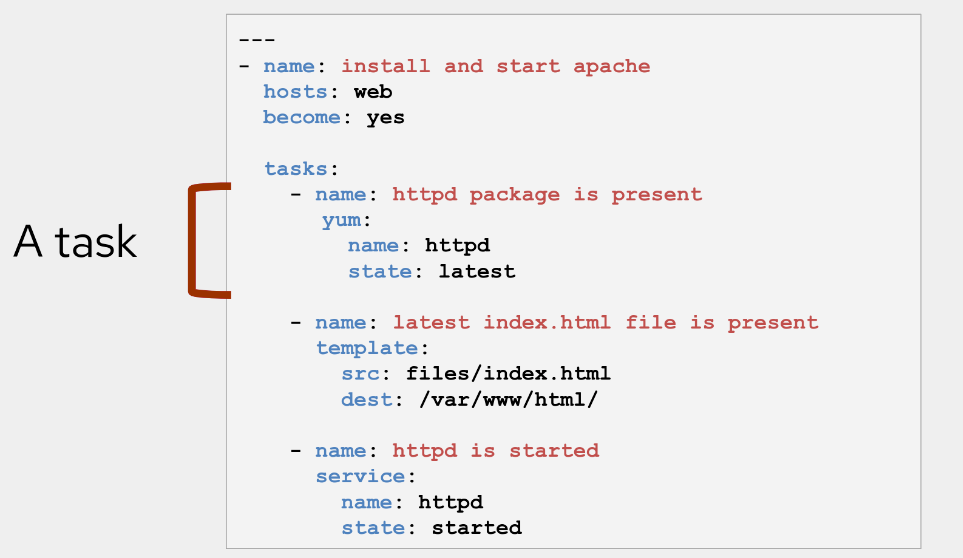 ---
- name: install and start apache
  hosts: web
  become: yes

  tasks:
A task
    - name: httpd package is present
      yum:
        name: httpd
        state: latest

    - name: latest index.html file is present
      template:
        src: files/index.html
        dest: /var/www/html/

    - name: httpd is started
      service:
        name: httpd
        state: started